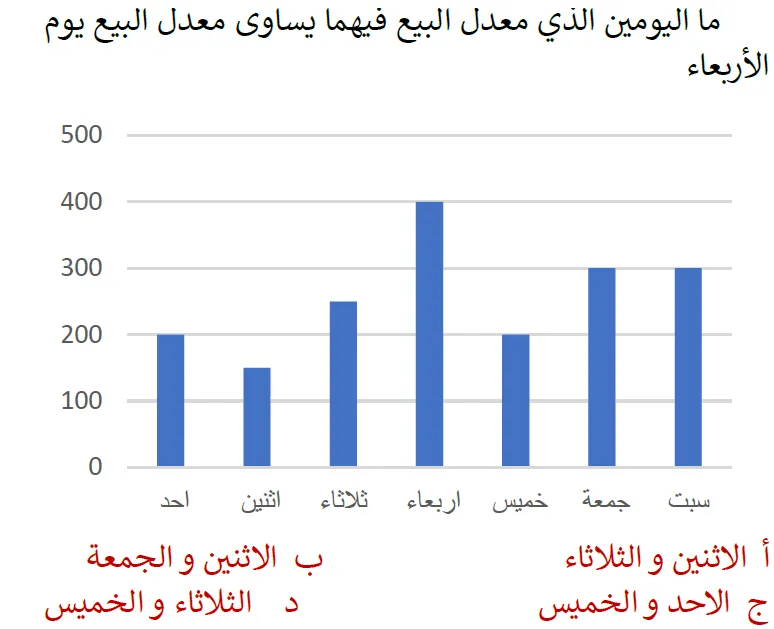 ما اليومين الذي معدل البيع فيهما يساوى معدل البيع يوم
الأربعاء
500
400
300
200
100
0
احد اثنين ثلاثاء اربعاء خميس جمعة سبت
أ الاثنين و الثلاثاء ب الاثنين و الجمعة
ج الاحد و الخميس د الثلاثاء و الخميس